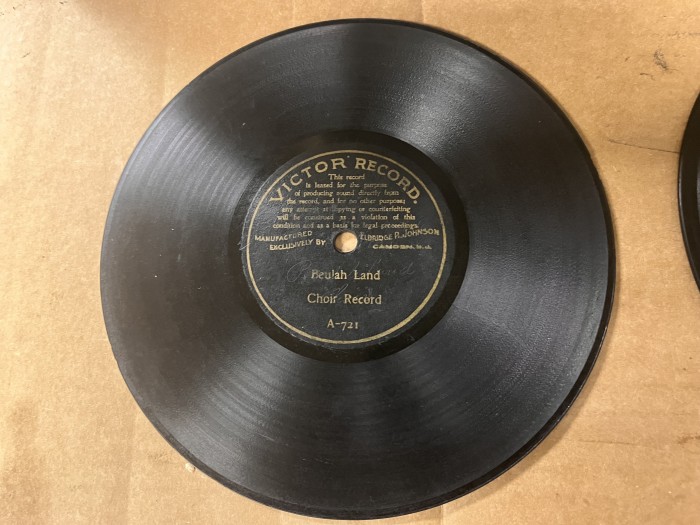 VICTOR RECORD.
This record
is leased for the purpose
of producing sound directly from
the record, and for no other purpose;
any attempt at copying or counterfeiting
will be construed as a violation of this
condition and as a basis for legal proceedings.
MANUFACTURED
EXCLUSIVELY BY
ELDRIDGE R. JOHNSON
CAMDEN, N.J.
Beulah Land
Choir Record
A-721